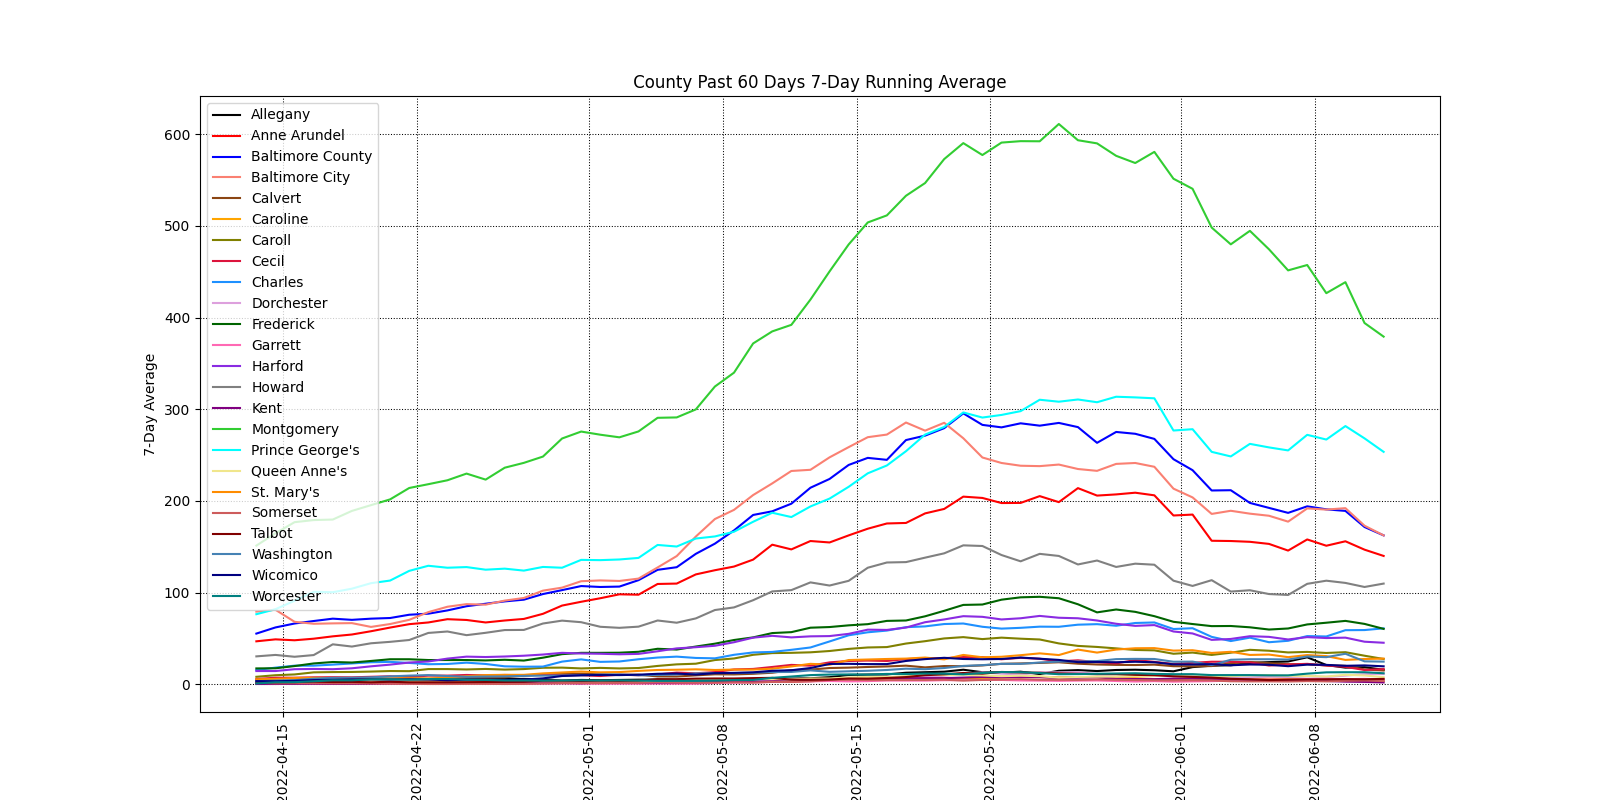 County Past 60 Days 7-Day Running Average
7-Day Average
600
500
400
300
200
100
0
Allegany
Anne Arundel
Baltimore County
Baltimore City
Calvert
Caroline
Caroll
Cecil
Charles
Dorchester
Frederick
Garrett
Harford
Howard
Kent
Montgomery
Prince George's
Queen Anne's
St. Mary's
Somerset
Talbot
Washington
Wicomico
Worcester
2022-04-15
2022-04-22
2022-05-01
2022-05-08
2022-05-15
2022-05-22
2022-06-01
2022-06-08